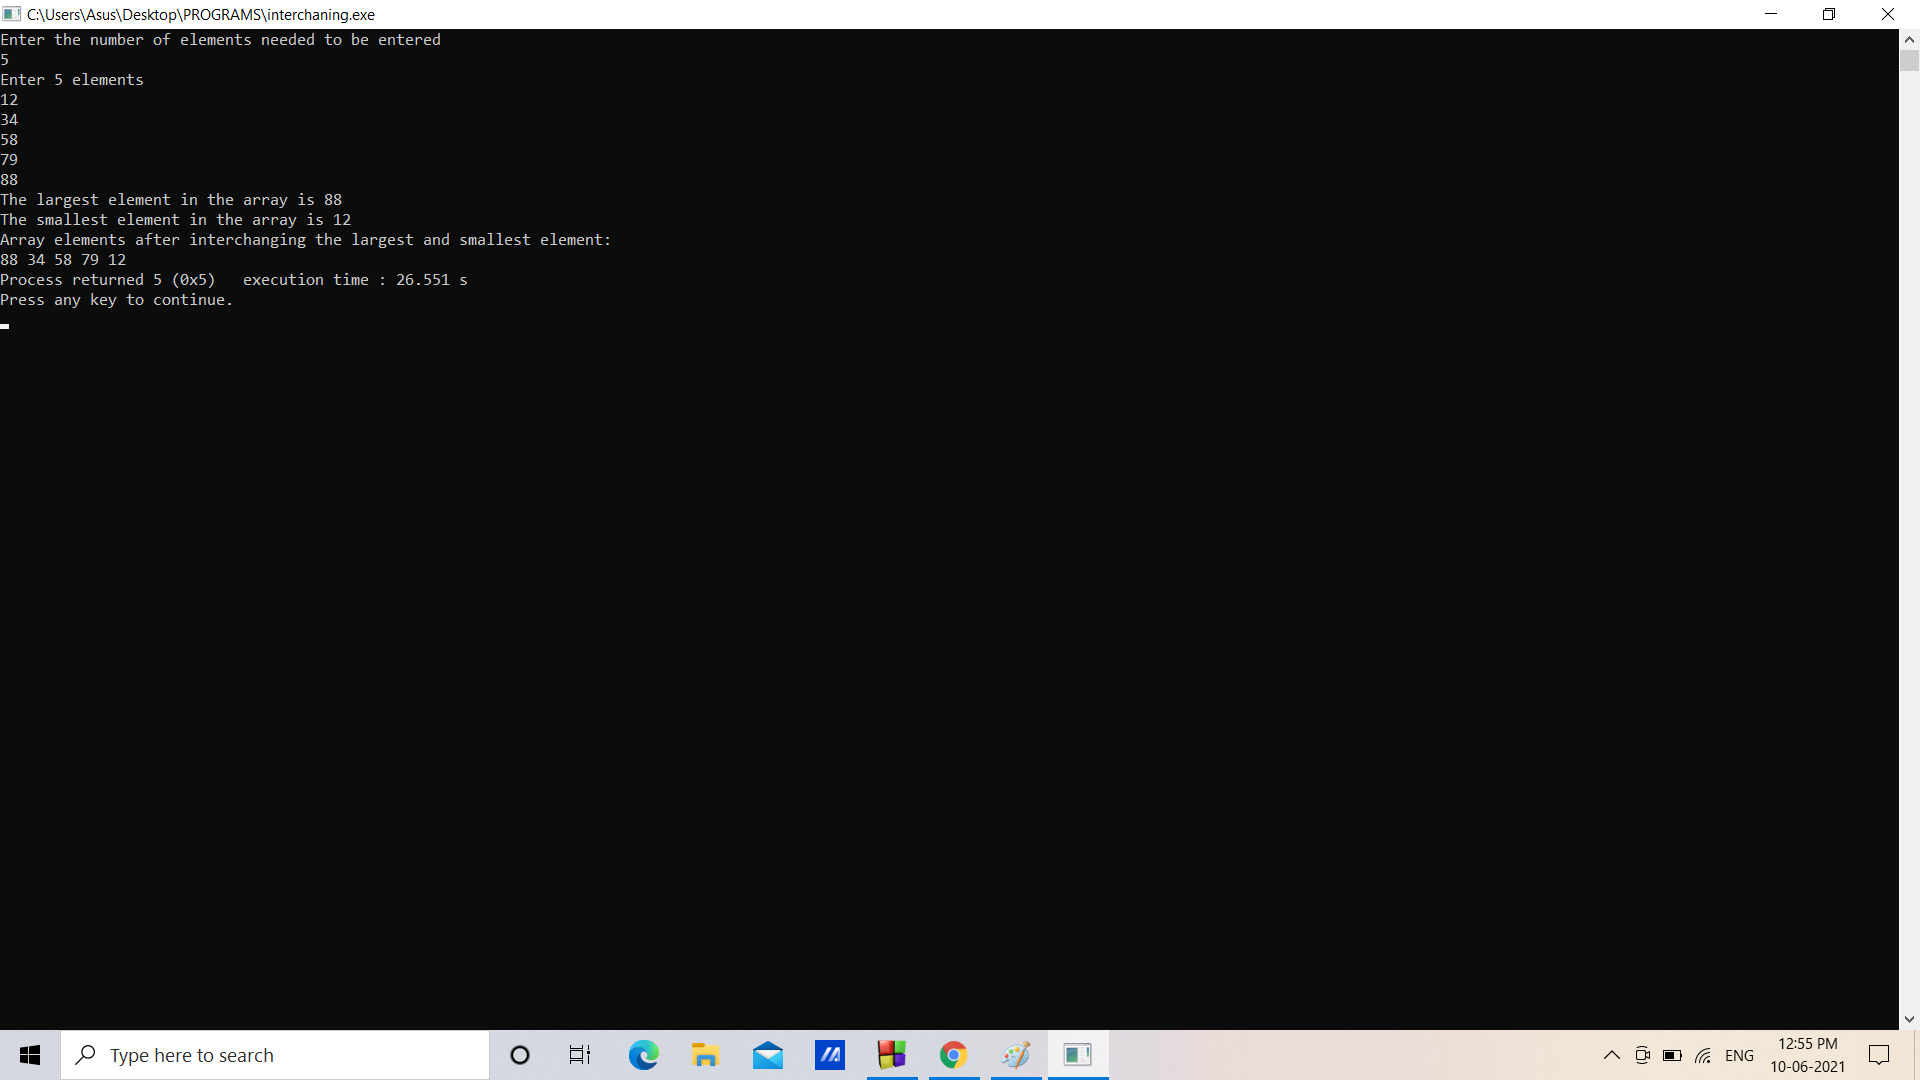 C:\Users\Asus\Desktop\PROGRAMS\interchaning.exe
Enter the number of elements needed to be entered
5
Enter 5 elements
12
34
58
79
88
The largest element in the array is 88
The smallest element in the array is 12
Array elements after interchanging the largest and smallest element:
88 34 58 79 12
Process returned 5 (0x5)   execution time : 26.551 s
Press any key to continue.
Type here to search
ENG
12:55 PM
10-06-2021